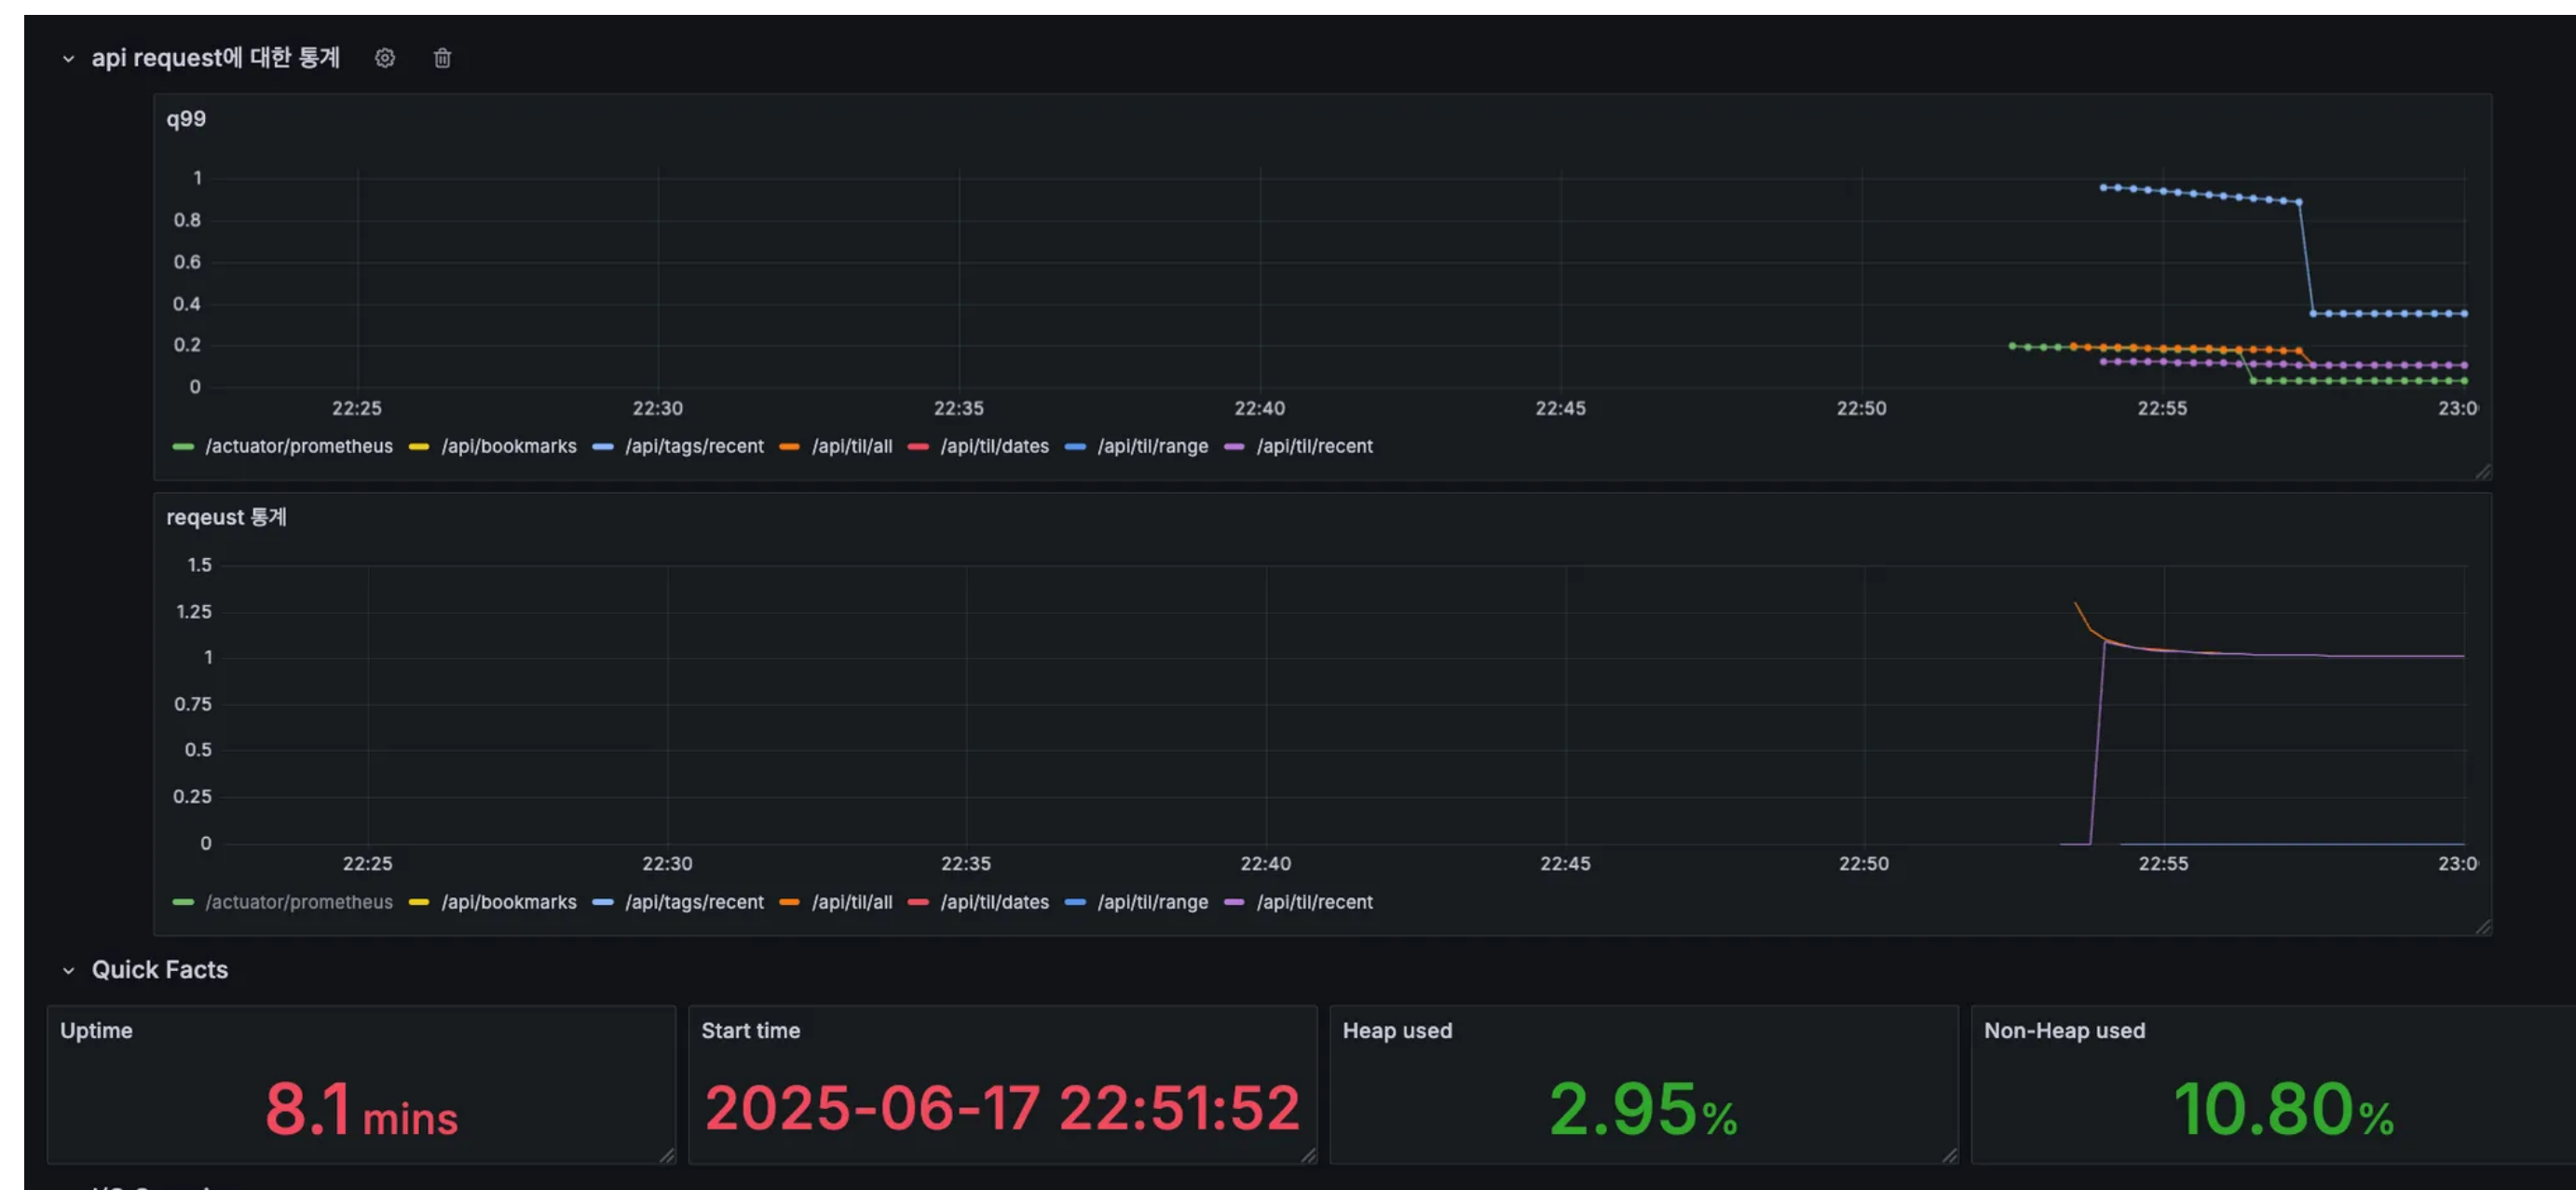 api request에 대한 통계
q99
1
0.8
0.6
0.4
0.2
0
22:25 22:30 22:35 22:40 22:45 22:50 22:55 23:0
/actuator/prometheus /api/bookmarks /api/tags/recent /api/til/all /api/til/dates /api/til/range /api/til/recent
reqeust 통계
1.5
1.25
1
0.75
0.5
0.25
0
22:25 22:30 22:35 22:40 22:45 22:50 22:55 23:0
/actuator/prometheus /api/bookmarks /api/tags/recent /api/til/all /api/til/dates /api/til/range /api/til/recent
Quick Facts
Uptime Start time Heap used Non-Heap used
8.1 mins 2025-06-17 22:51:52 2.95% 10.80%